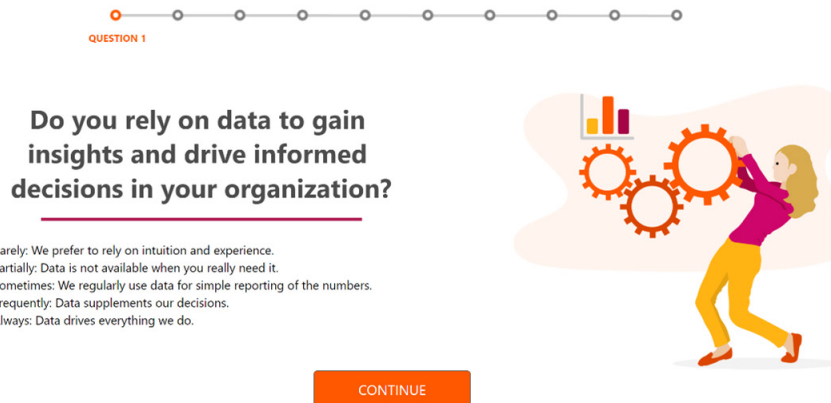 QUESTION 1
Do you rely on data to gain
insights and drive informed
decisions in your organization?
arely: We prefer to rely on intuition and experience.
artially: Data is not available when you really need it.
ometimes: We regularly use data for simple reporting of the numbers.
requently: Data supplements our decisions.
lways: Data drives everything we do.
CONTINUE